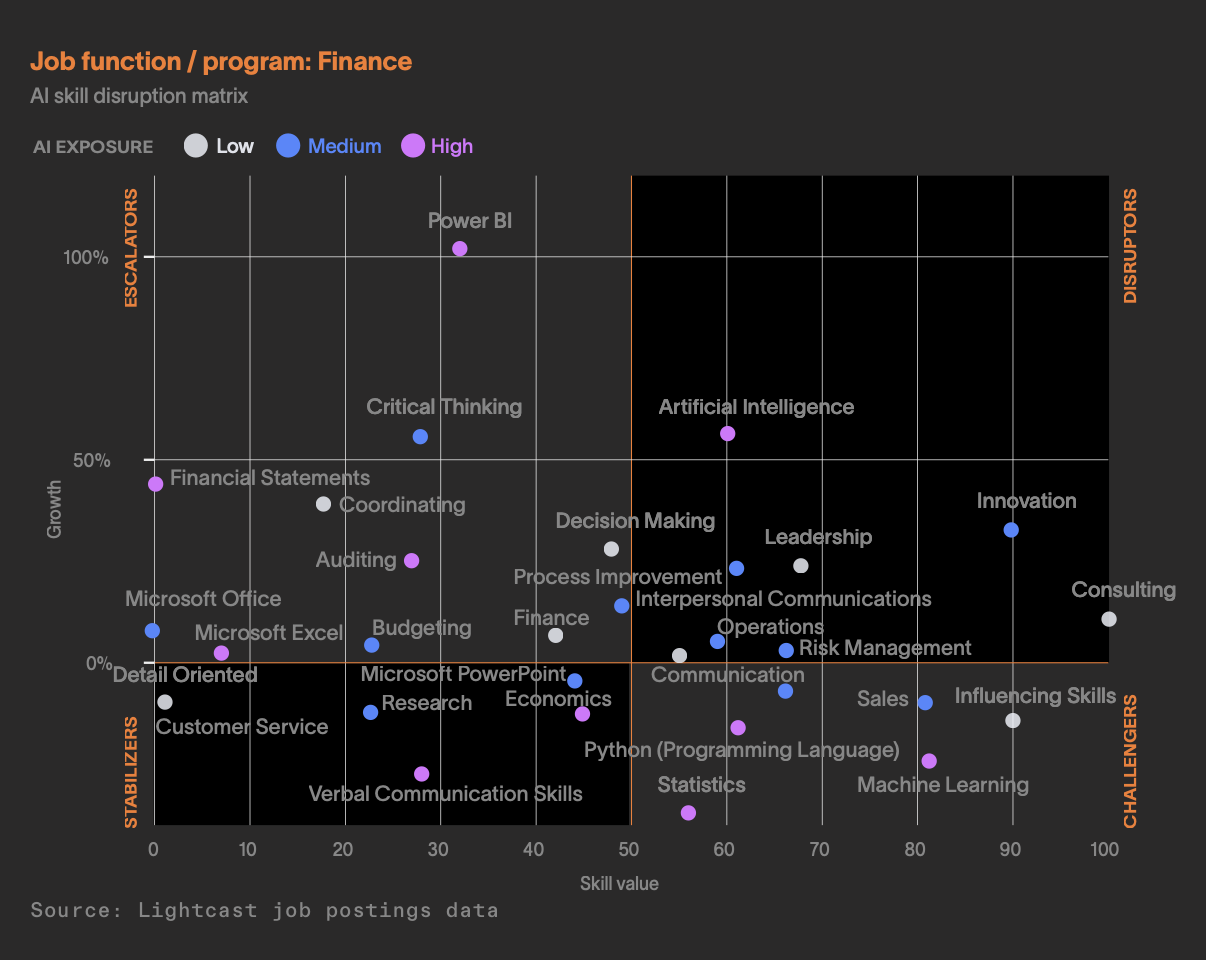 Job function / program: Finance
AI skill disruption matrix
AI EXPOSURE Low Medium High
ESCALATORS
DISRUPTORS
Power BI
100%
Critical Thinking
Artificial Intelligence
50%
Financial Statements
Coordinating
Innovation
Growth
Decision Making
Leadership
Auditing
Process Improvement
Consulting
Microsoft Office
Interpersonal Communications
Finance
Operations
Microsoft Excel
Budgeting
Risk Management
0%
Detail Oriented
Microsoft PowerPoint
Communication
Research
Economics
Sales
Influencing Skills
Customer Service
STABILIZERS
CHALLENGERS
Python (Programming Language)
Statistics
Machine Learning
Verbal Communication Skills
0 10 20 30 40 50 60 70 80 90 100
Skill value
Source: Lightcast job postings data